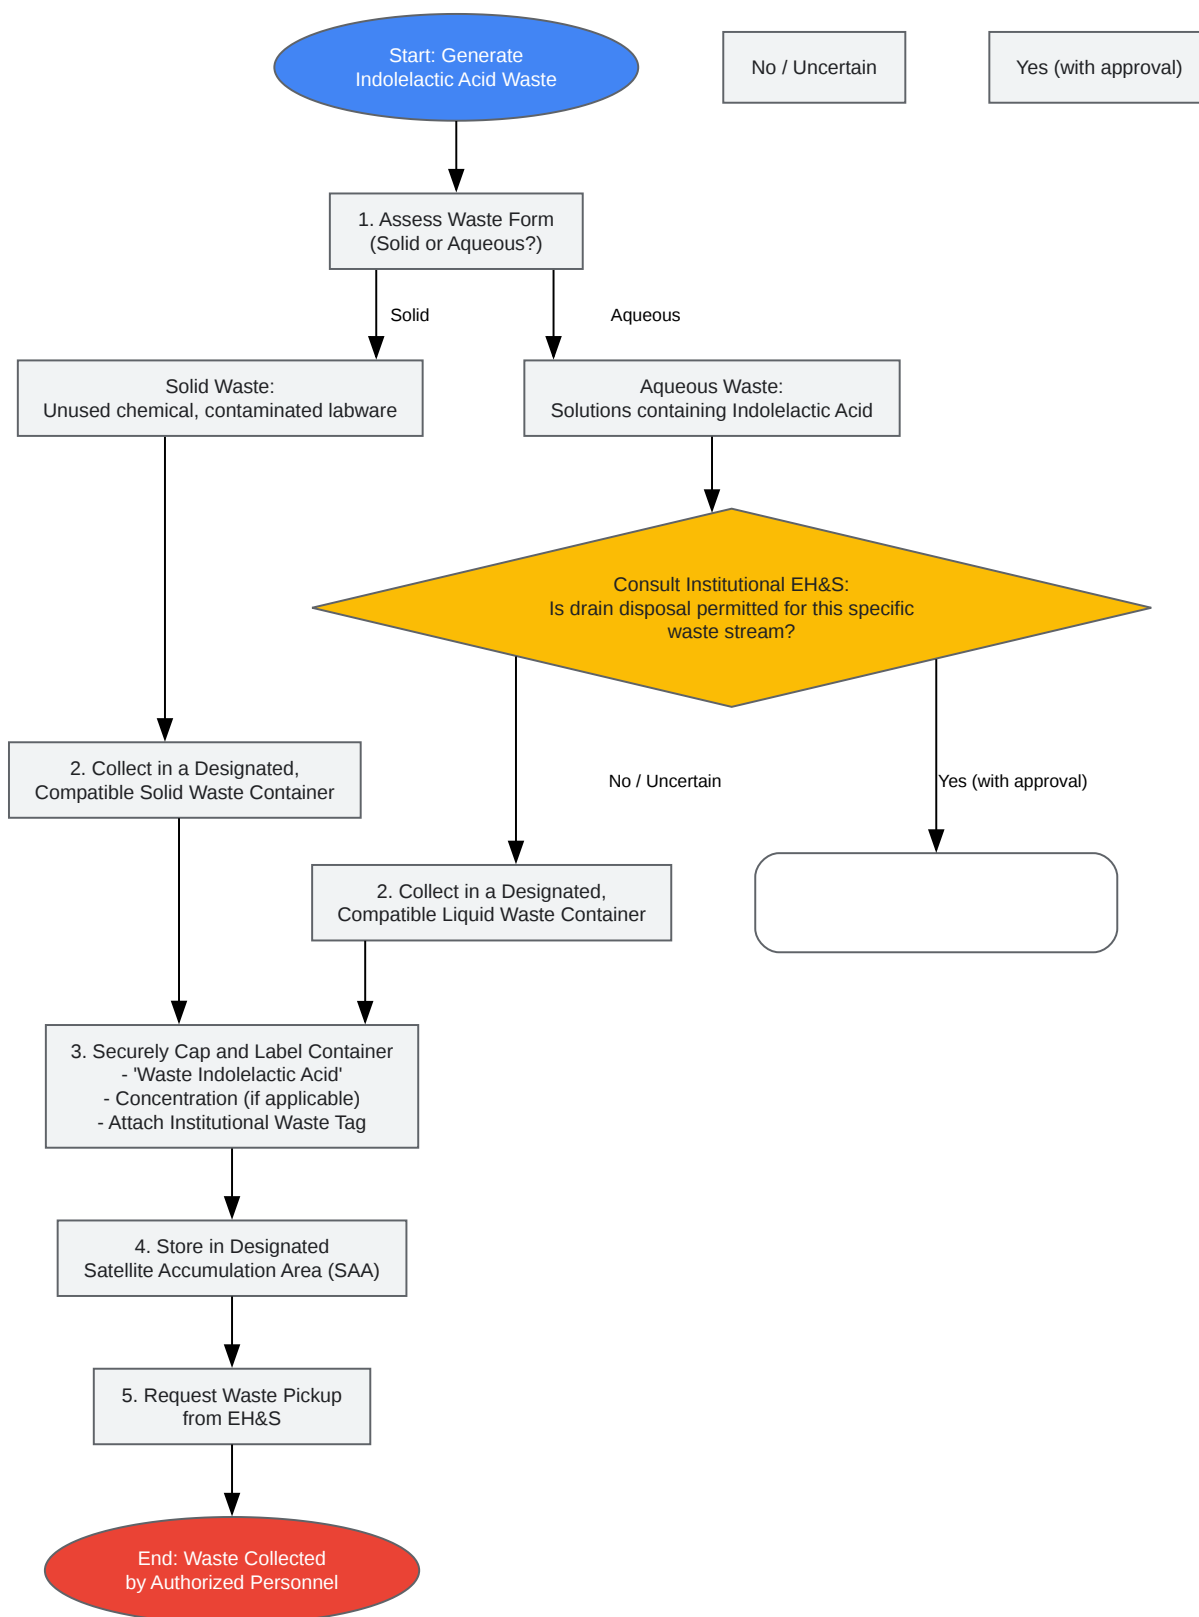 Start: Generate
Indolelactic Acid Waste
No / Uncertain
Yes (with approval)
1. Assess Waste Form
(Solid or Aqueous?)
Solid
Aqueous
Solid Waste:
Unused chemical, contaminated labware
Aqueous Waste:
Solutions containing Indolelactic Acid
Consult Institutional EH&S:
Is drain disposal permitted for this specific
waste stream?
2. Collect in a Designated,
Compatible Solid Waste Container
No / Uncertain
Yes (with approval)
2. Collect in a Designated,
Compatible Liquid Waste Container
3. Securely Cap and Label Container
- 'Waste Indolelactic Acid'
- Concentration (if applicable)
- Attach Institutional Waste Tag
4. Store in Designated
Satellite Accumulation Area (SAA)
5. Request Waste Pickup
from EH&S
End: Waste Collected
by Authorized Personnel